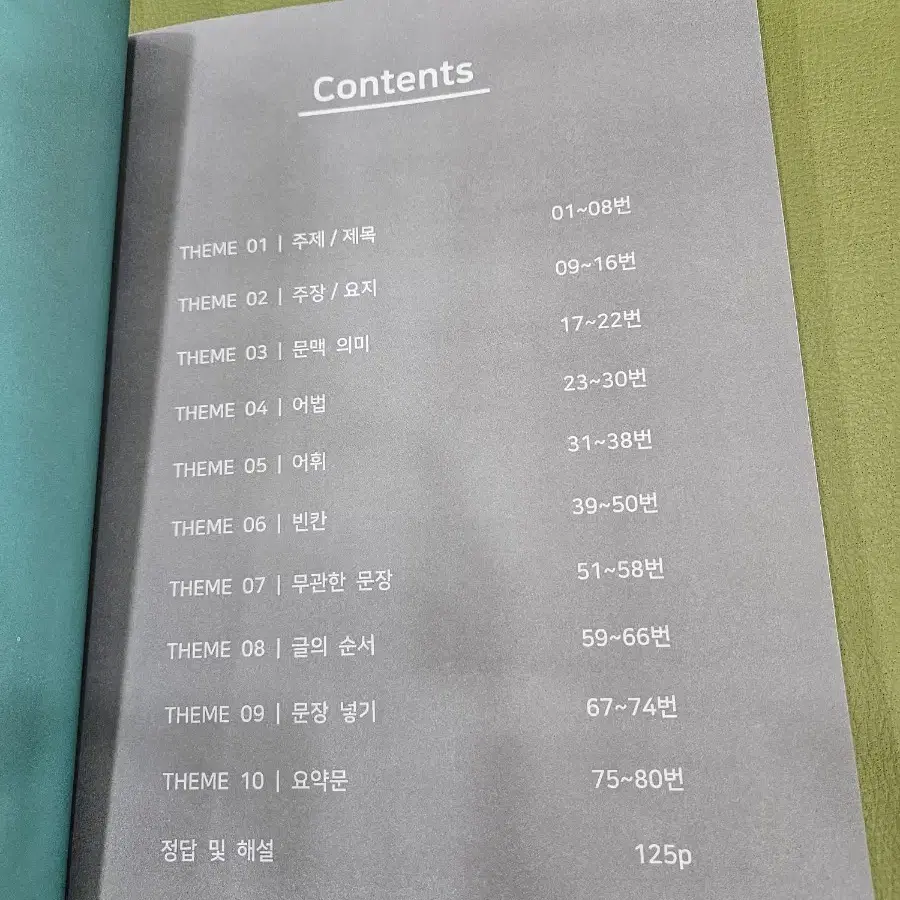 Contents
THEME 01 | 주제 / 제목 01~08번
THEME 02 | 주장 / 요지 09~16번
THEME 03 | 문맥 의미 17~22번
THEME 04 | 어법 23~30번
THEME 05 | 어휘 31~38번
THEME 06 | 빈칸 39~50번
THEME 07 | 무관한 문장 51~58번
THEME 08 | 글의 순서 59~66번
THEME 09 | 문장 넣기 67~74번
THEME 10 | 요약문 75~80번
정답 및 해설 125p